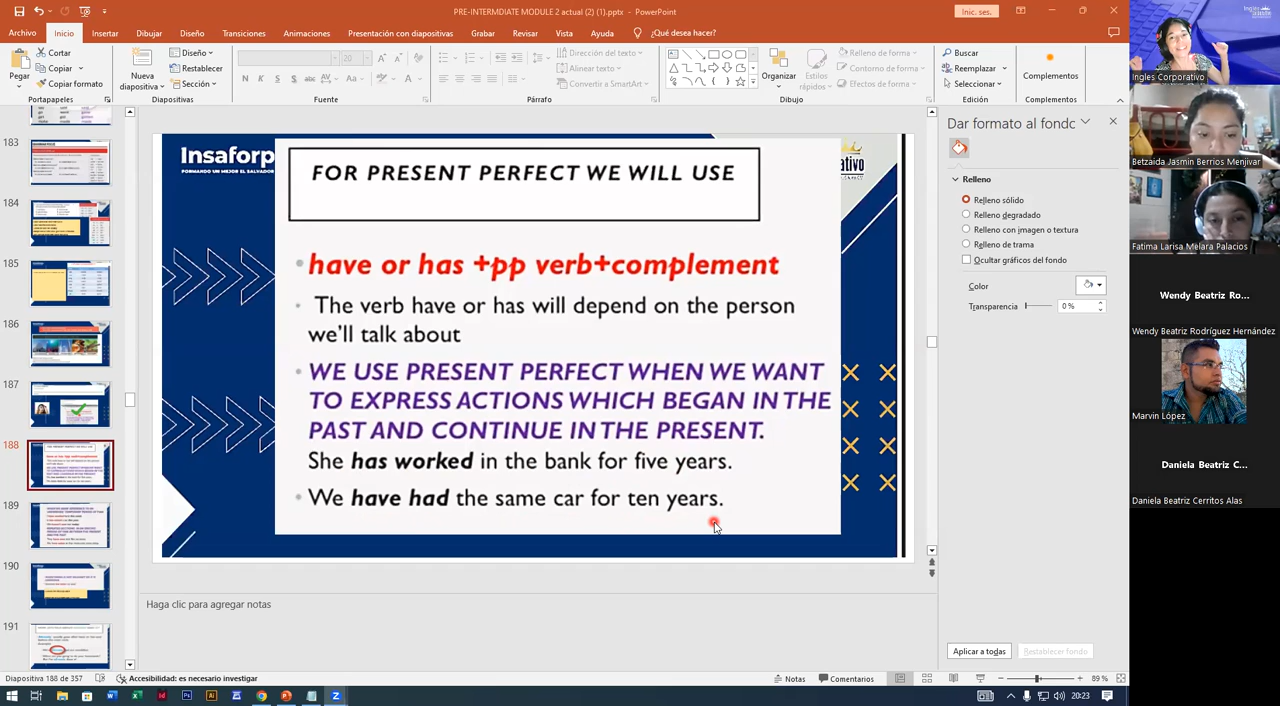 PRE-INTERMDIATE MODULE 2 actual (2) (1).pptx - PowerPoint
Inic. ses.
Archivo Inicio Insertar Dibujar Diseño Transiciones Animaciones Presentación con diapositivas Grabar Revisar Vista Ayuda ¿Qué desea hacer?
Pegar
Cortar
Copiar
Copiar formato
Portapapeles
Nueva diapositiva
Diseño
Restablecer
Sección
Diapositivas
20
N K S abc AV Aa A
Fuente
Dirección del texto
Alinear texto
Convertir a SmartArt
Párrafo
Organizar
Estilos rápidos
Relleno de forma
Contorno de forma
Efectos de forma
Dibujo
Buscar
Reemplazar
Seleccionar
Edición
Complementos
Complementos
183
184
185
186
187
188
189
190
191
Insaforp
FORMANDO UN MEJOR EL SALVADOR
FOR PRESENT PERFECT WE WILL USE
have or has +pp verb+complement
The verb have or has will depend on the person
we'll talk about
WE USE PRESENT PERFECT WHEN WE WANT
TO EXPRESS ACTIONS WHICH BEGAN IN THE
PAST AND CONTINUE IN THE PRESENT.
She has worked in the bank for five years.
We have had the same car for ten years.
ativo
Haga clic para agregar notas
Dar formato al fondo
Relleno
Relleno sólido
Relleno degradado
Relleno con imagen o textura
Relleno de trama
Ocultar gráficos del fondo
Color
Transparencia 0 %
Aplicar a todas Restablecer fondo
Diapositiva 188 de 357 Accesibilidad: es necesario investigar Notas Comentarios 89 %
20:23
Ingles Corporativo
Betzaida Jasmin Berrios Menjivar
Fatima Larisa Melara Palacios
Wendy Beatriz Ro...
Wendy Beatriz Rodríguez Hernández
Marvin López
Daniela Beatriz C...
Daniela Beatriz Cerritos Alas